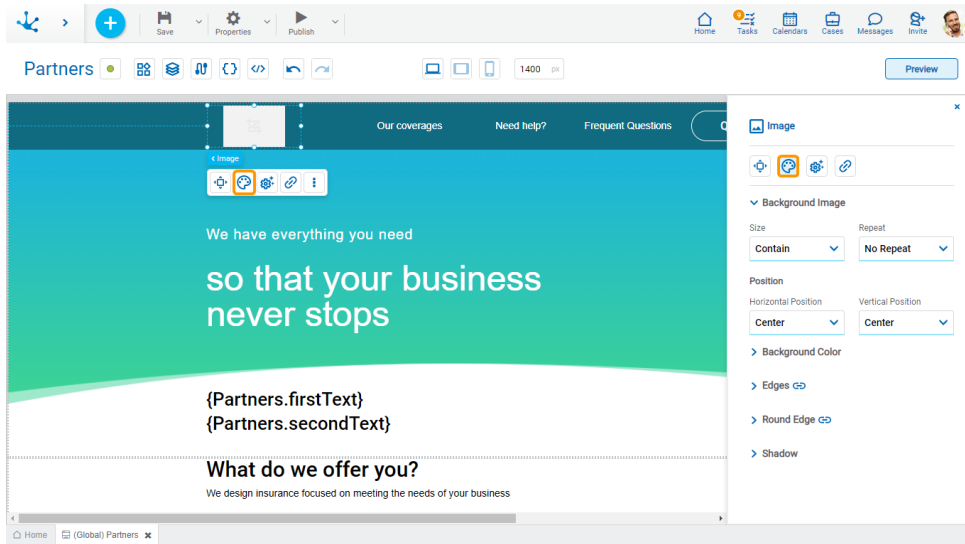 Save
Properties
Publish
Home
9
Tasks
Calendars
Cases
Messages
Invite
Partners
1400 px
Preview
Our coverages
Need help?
Frequent Questions
Q
< Image
We have everything you need
so that your business
never stops
{Partners.firstText}
{Partners.secondText}
What do we offer you?
We design insurance focused on meeting the needs of your business
Image
Background Image
Size
Repeat
Contain
No Repeat
Position
Horizontal Position
Vertical Position
Center
Center
Background Color
Edges
Round Edge
Shadow
Home
(Global) Partners